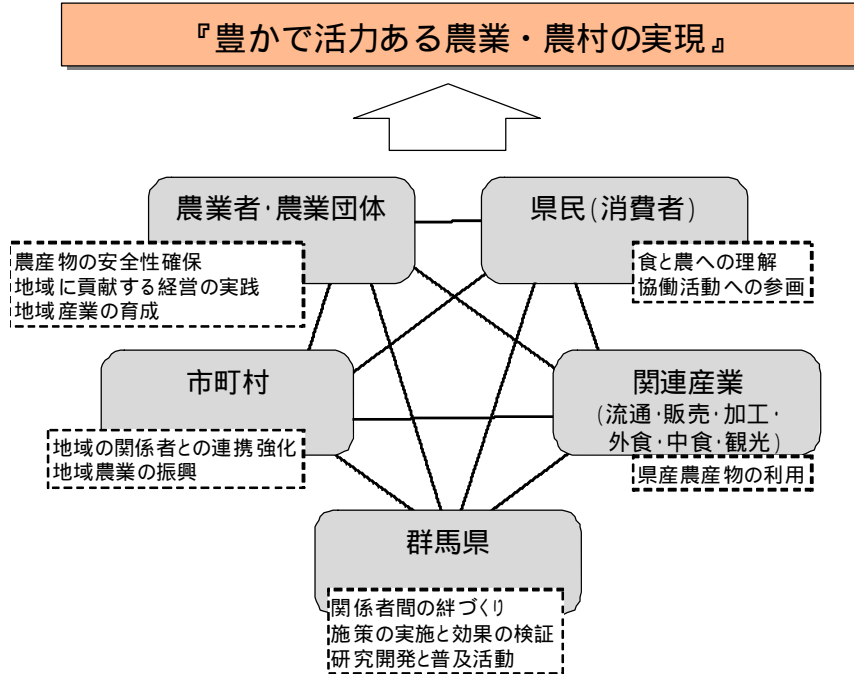 『豊かで活力ある農業・農村の実現』
農業者・農業団体
農産物の安全性確保
地域に貢献する経営の実践
地域産業の育成
県民(消費者)
食と農への理解
協働活動への参画
市町村
地域の関係者との連携強化
地域農業の振興
関連産業
(流通・販売・加工・
外食・中食・観光)
県産農産物の利用
群馬県
関係者間の絆づくり
施策の実施と効果の検証
研究開発と普及活動